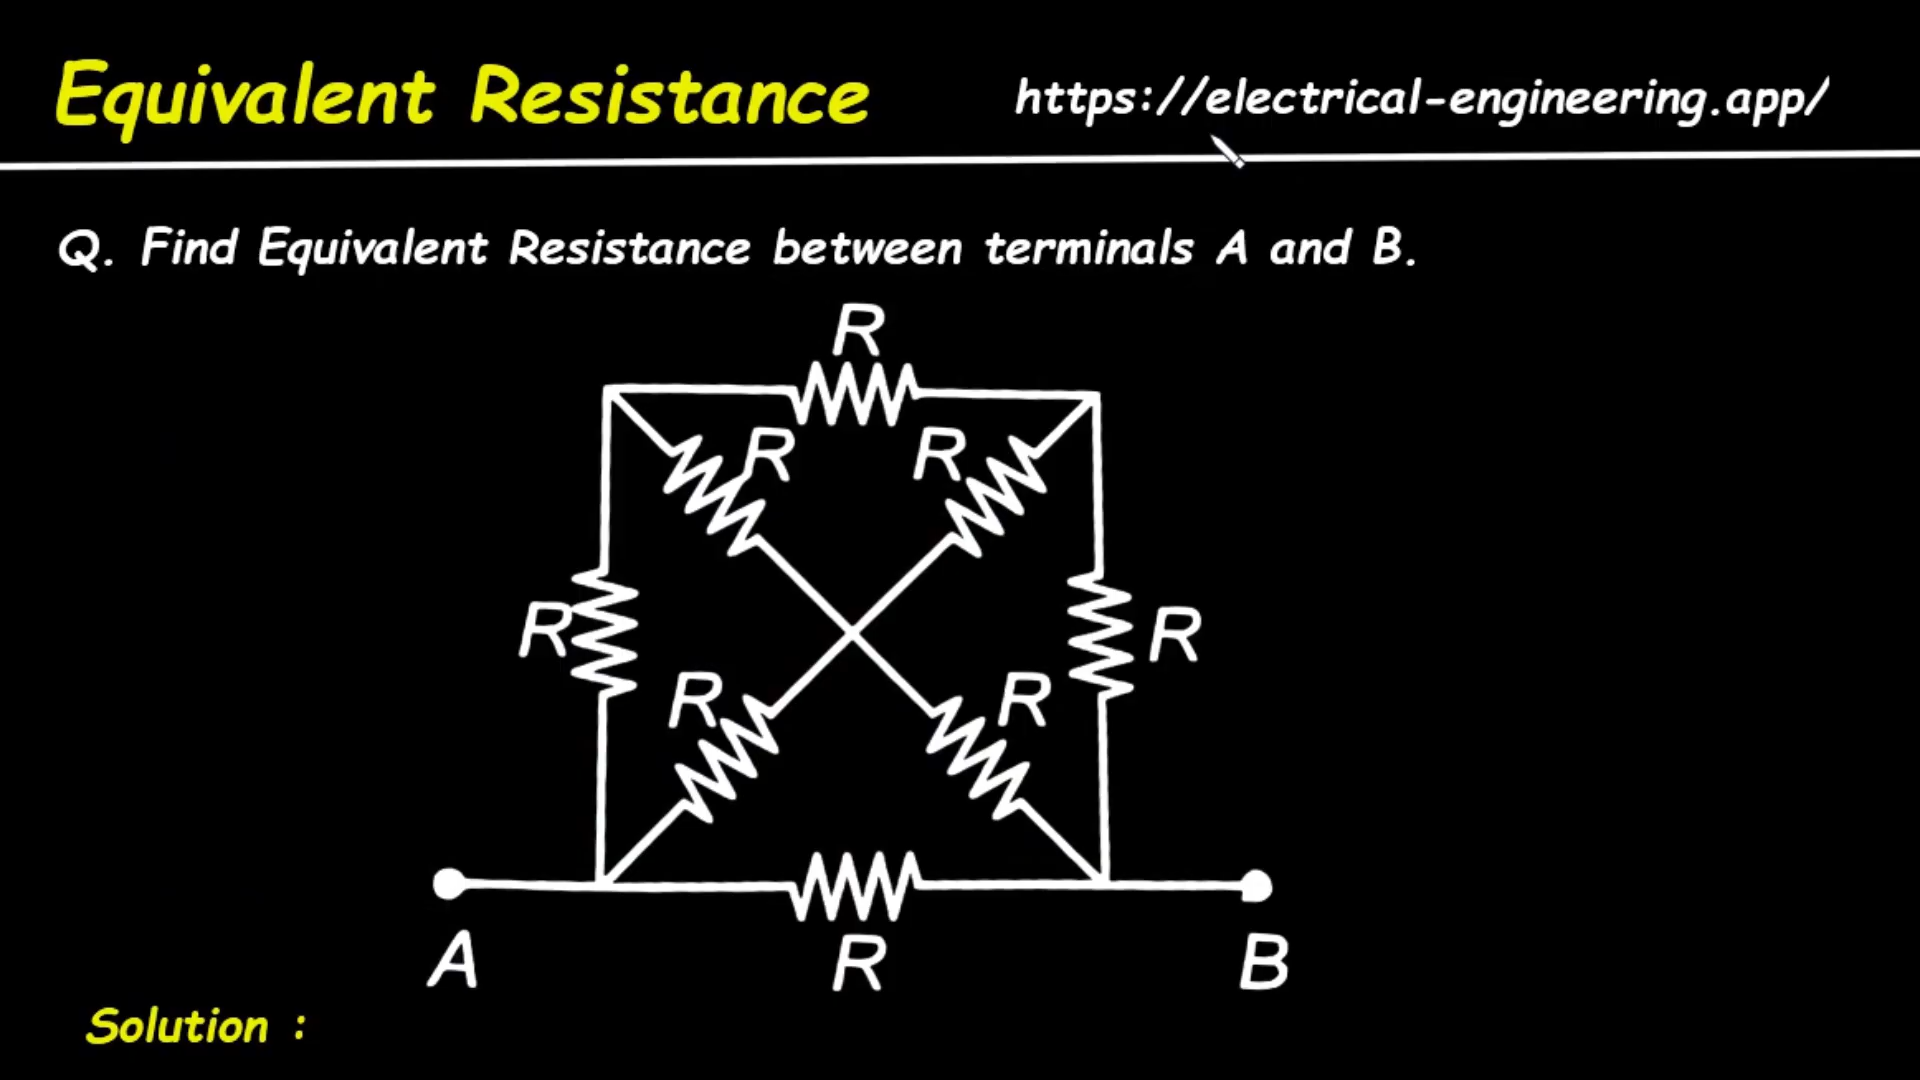 Equivalent Resistance
https://electrical-engineering.app/
Q. Find Equivalent Resistance between terminals A and B.
R
R R
R R
R R
R
A B
Solution :